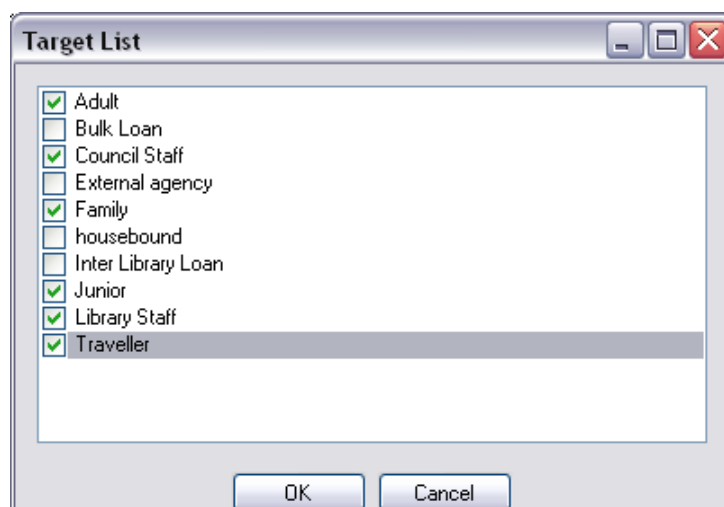 Target List
Adult
Bulk Loan
Council Staff
External agency
Family
housebound
Inter Library Loan
Junior
Library Staff
Traveller
OK Cancel